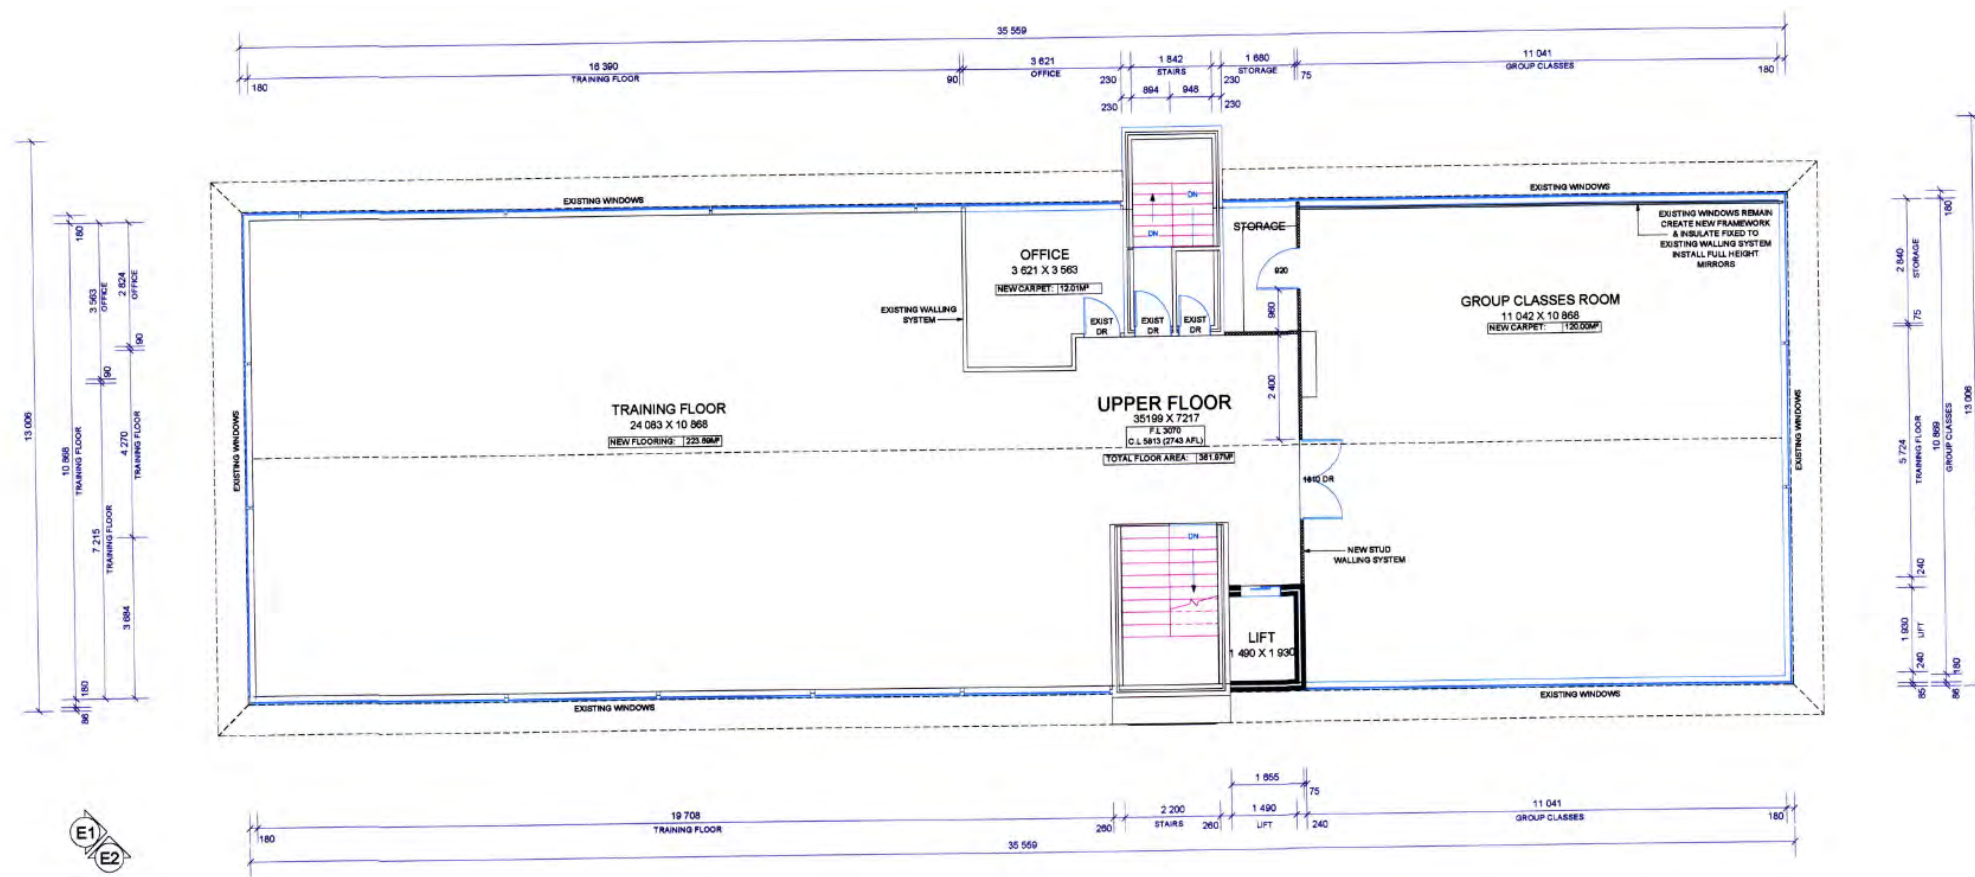 35 559
16 390
TRAINING FLOOR
3 621
OFFICE
1 842
STAIRS
1 680
STORAGE
11 041
GROUP CLASSES
180
90
230
230
75
180
894
948
230
230
EXISTING WINDOWS
EXISTING WINDOWS
DN
DN
STORAGE
EXISTING WINDOWS REMAIN
CREATE NEW FRAMEWORK
& INSULATE FIXED TO
EXISTING WALLING SYSTEM
INSTALL FULL HEIGHT
MIRRORS
OFFICE
3 621 X 3 563
NEW CARPET: 12.01M²
EXISTING WALLING
SYSTEM
EXIST
DR
EXIST
DR
EXIST
DR
920
960
2 400
GROUP CLASSES ROOM
11 042 X 10 868
NEW CARPET: 120.00M²
TRAINING FLOOR
24 083 X 10 868
NEW FLOORING: 223.69M²
UPPER FLOOR
35199 X 7217
F.L 3070
C.L 5813 (2743 AFL)
TOTAL FLOOR AREA: 361.97M²
1810 DR
EXISTING WINDOWS
EXISTING WINDOWS
DN
NEW STUD
WALLING SYSTEM
LIFT
1 490 X 1 930
EXISTING WINDOWS
EXISTING WINDOWS
13 006
10 868
TRAINING FLOOR
180
180
86
3 563
OFFICE
90
7 215
TRAINING FLOOR
2 824
OFFICE
90
4 270
TRAINING FLOOR
3 684
2 840
STORAGE
75
5 724
TRAINING FLOOR
240
1 930
LIFT
240
85
180
10 869
GROUP CLASSES
180
86
13 006
1 655
75
19 708
TRAINING FLOOR
2 200
STAIRS
1 490
LIFT
11 041
GROUP CLASSES
180
260
260
240
180
35 559
E1
E2